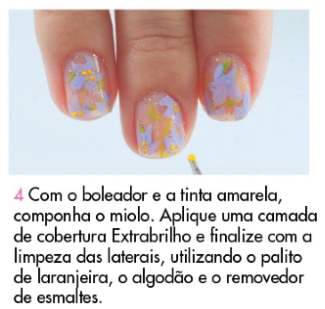 4 Com o boleador e a tinta amarela,
componha o miolo. Aplique uma camada
de cobertura Extrabrilho e finalize com a
limpeza das laterais, utilizando o palito
de laranjeira, o algodão e o removedor
de esmaltes.